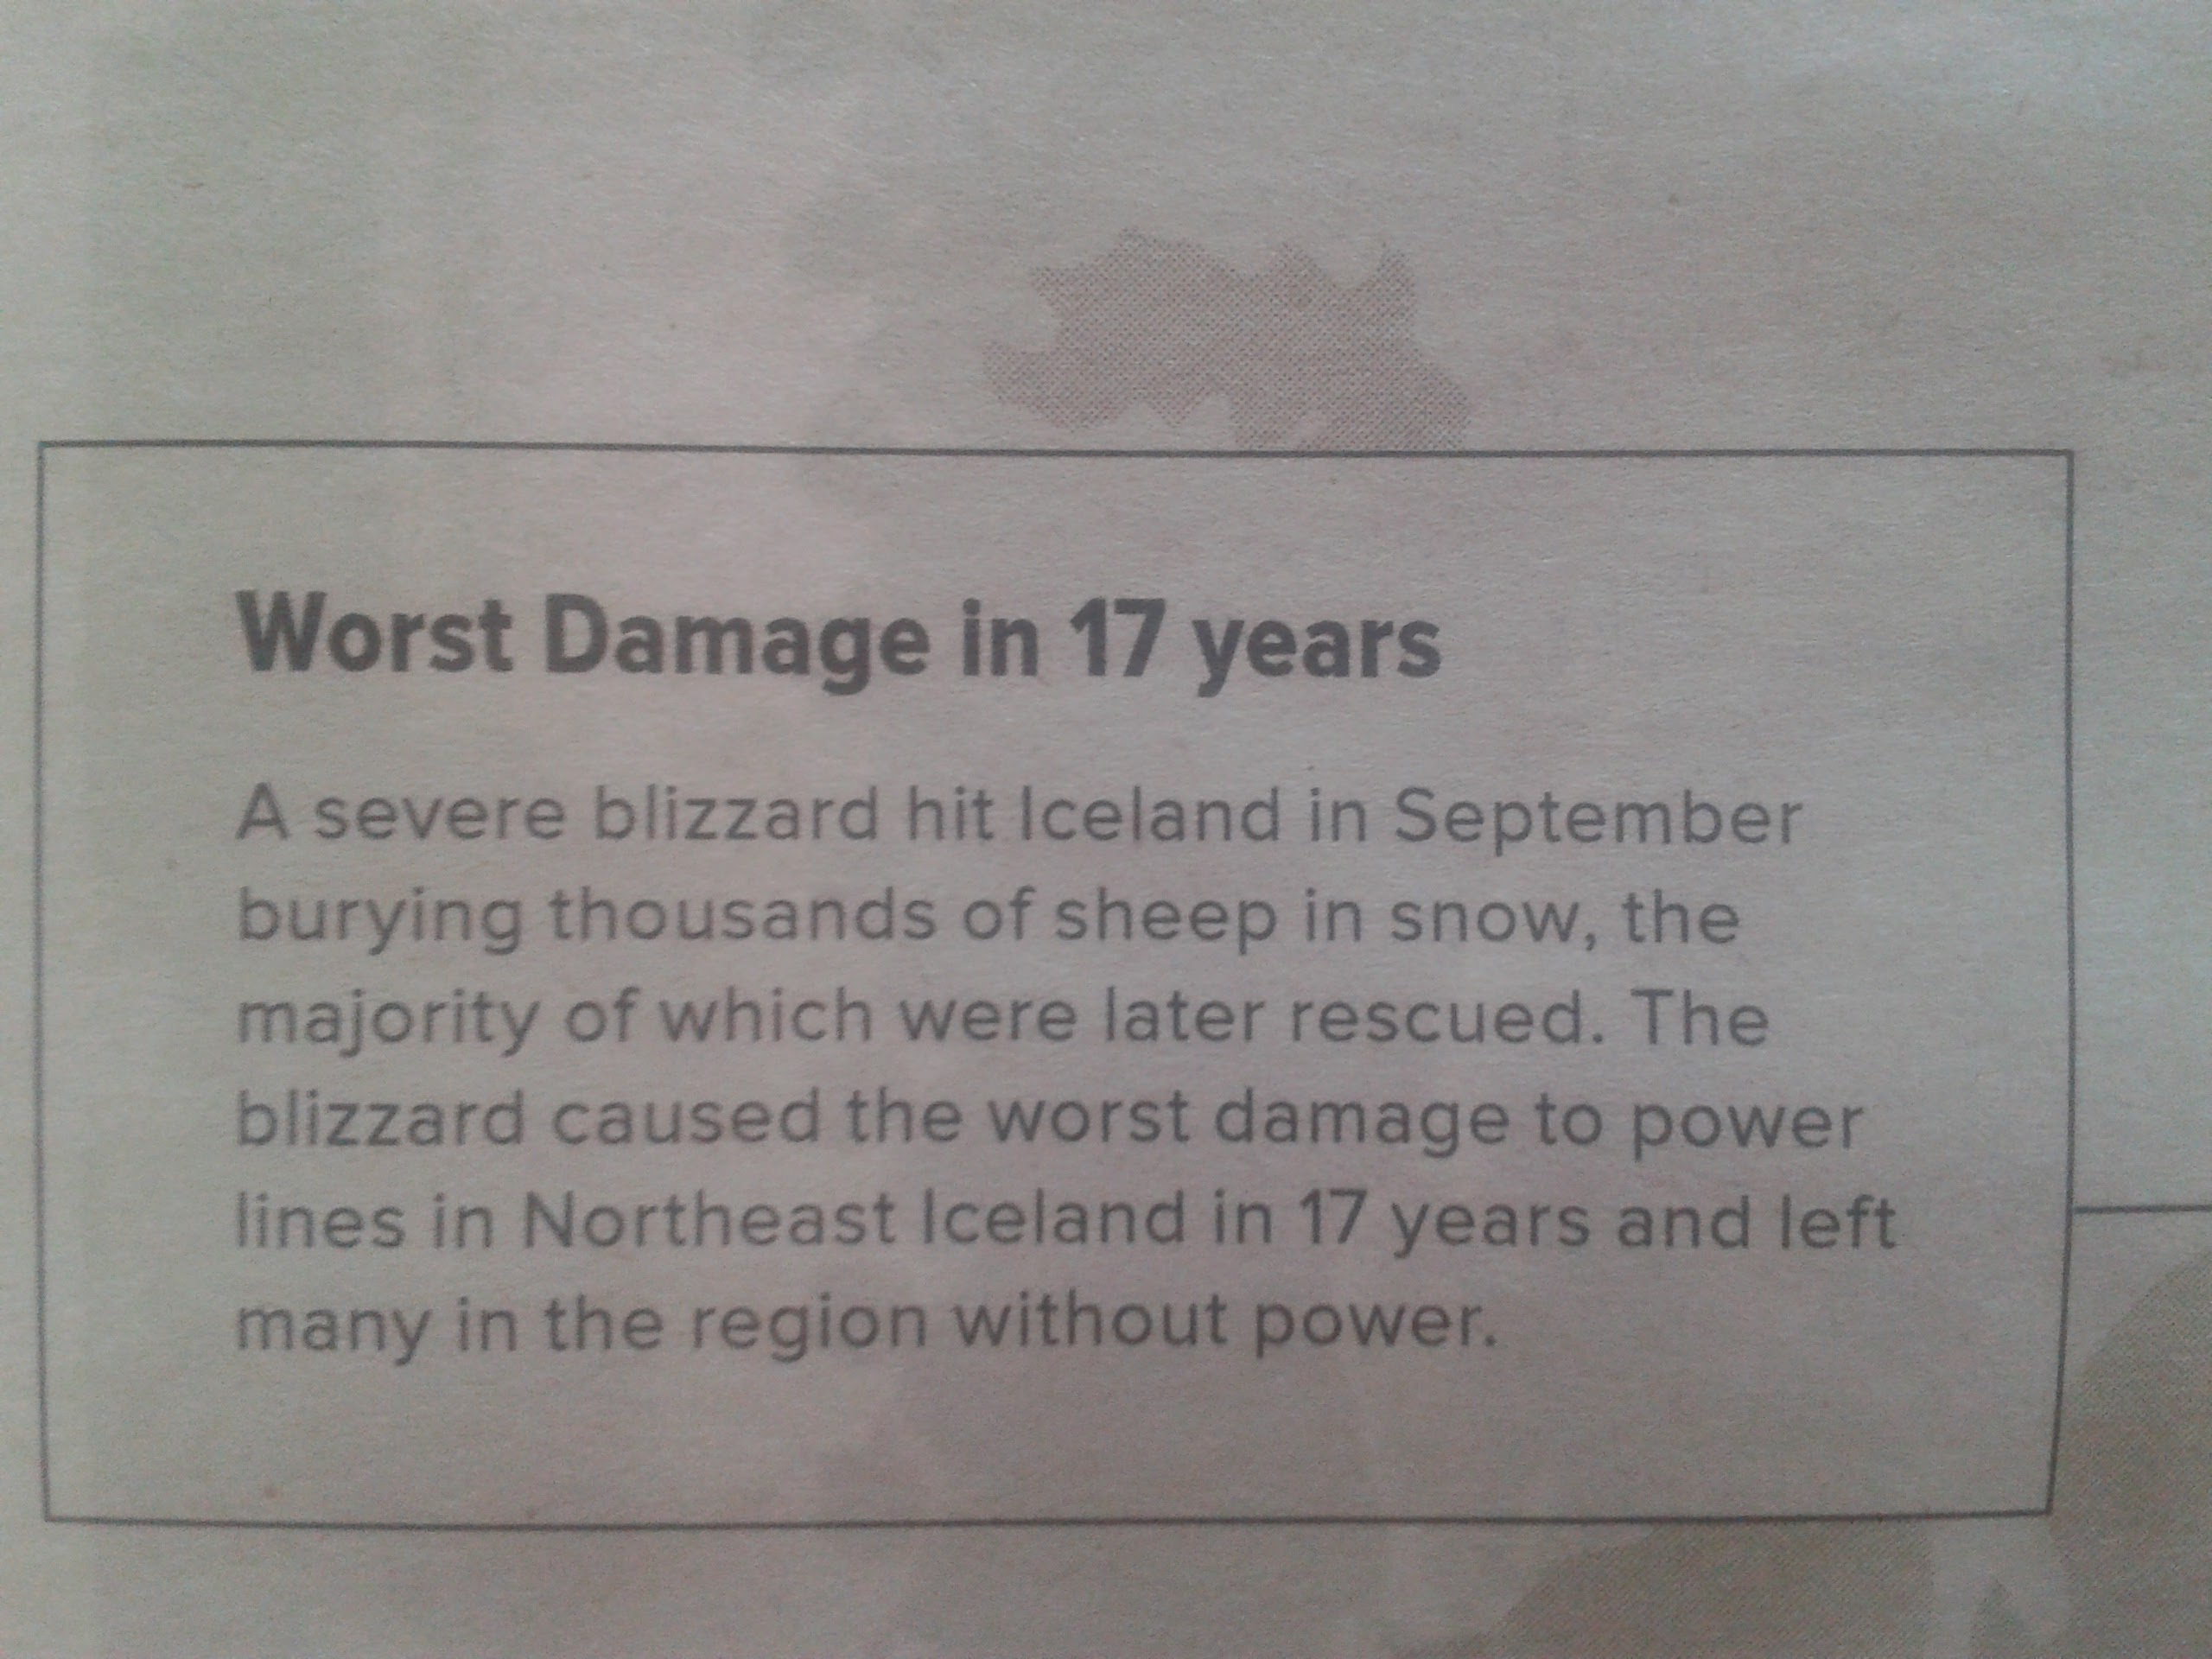 Worst Damage in 17 years
A severe blizzard hit Iceland in September
burying thousands of sheep in snow, the
majority of which were later rescued. The
blizzard caused the worst damage to power
lines in Northeast Iceland in 17 years and left
many in the region without power.